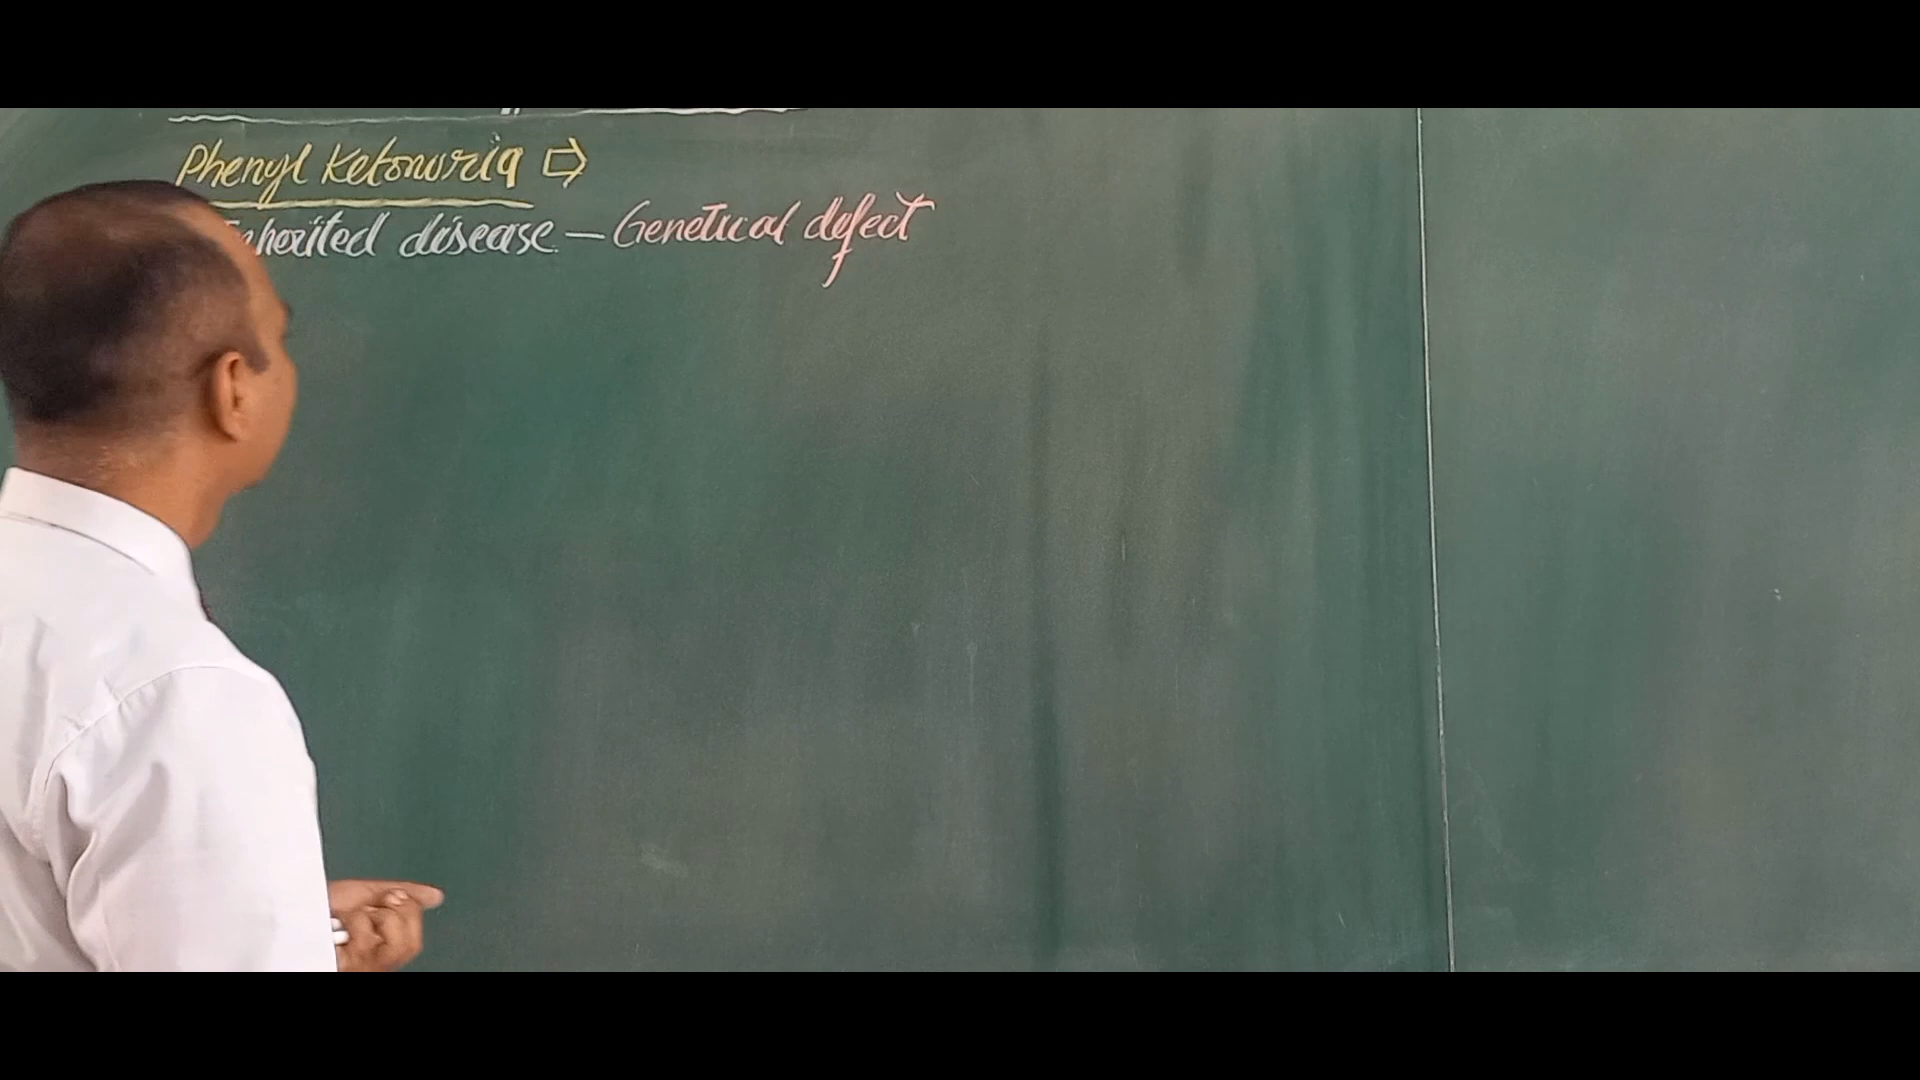 Phenyl Ketonuria ⇨
Inherited disease — Genetical defect